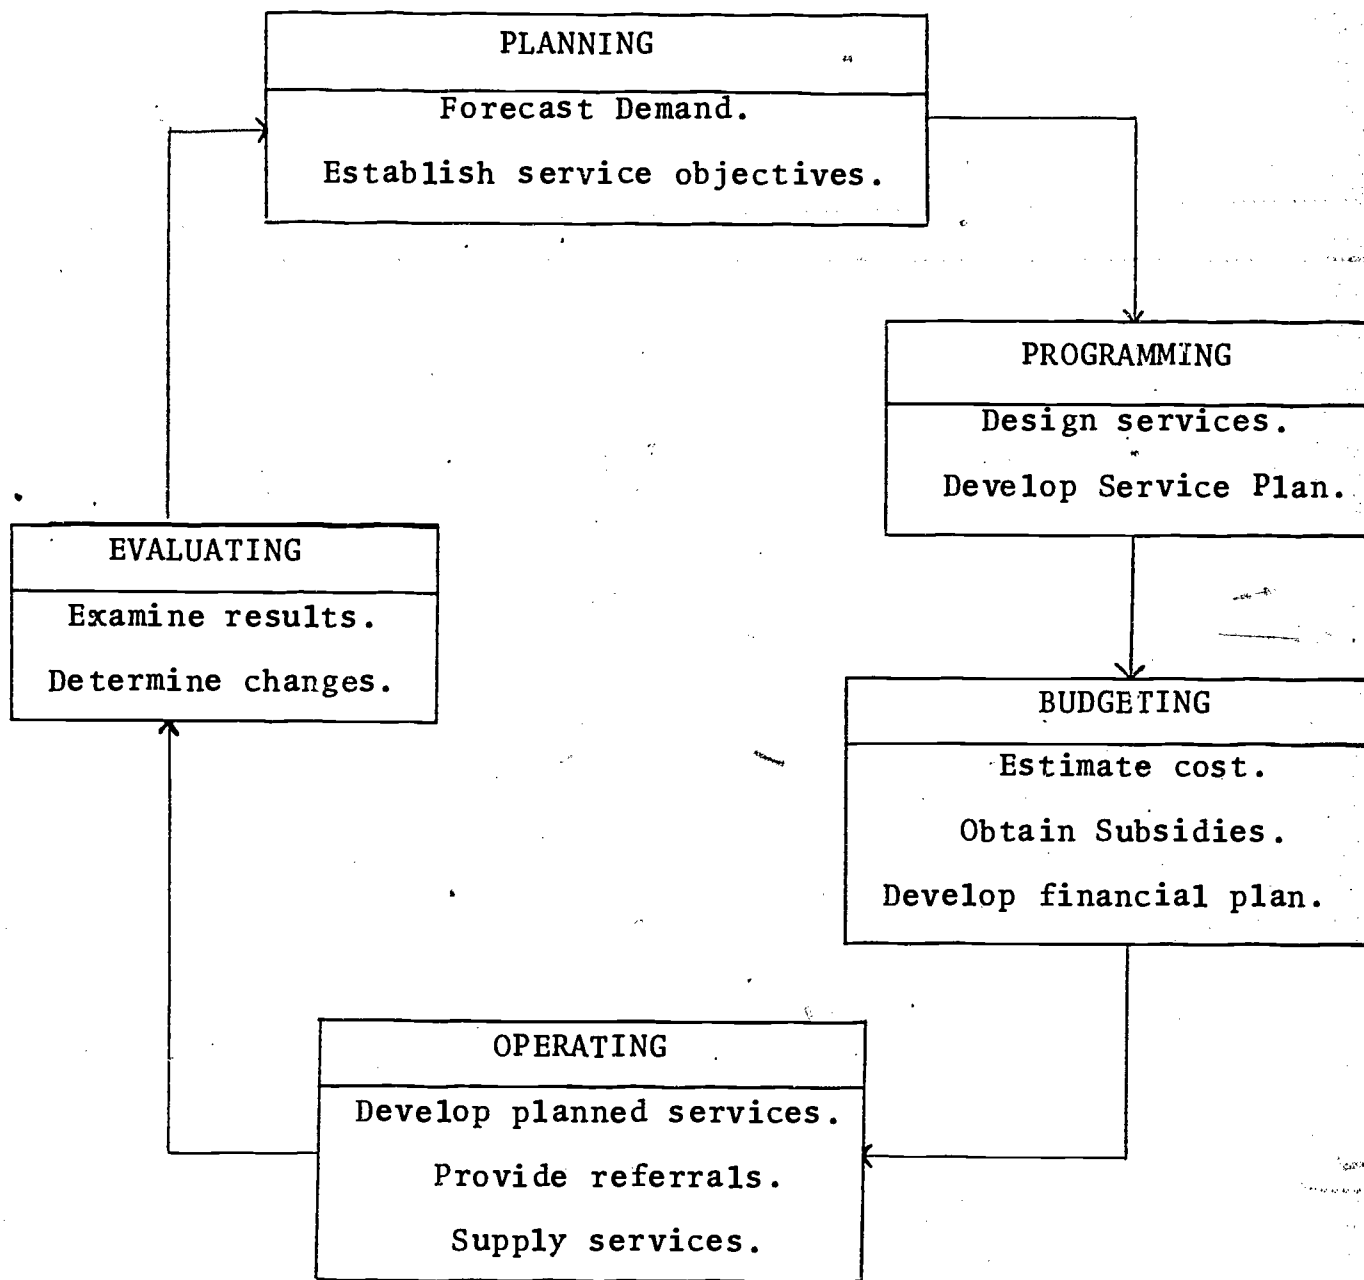 PLANNING
Forecast Demand.
Establish service objectives.
PROGRAMMING
Design services.
Develop Service Plan.
BUDGETING
Estimate cost.
Obtain Subsidies.
Develop financial plan.
OPERATING
Develop planned services.
Provide referrals.
Supply services.
EVALUATING
Examine results.
Determine changes.